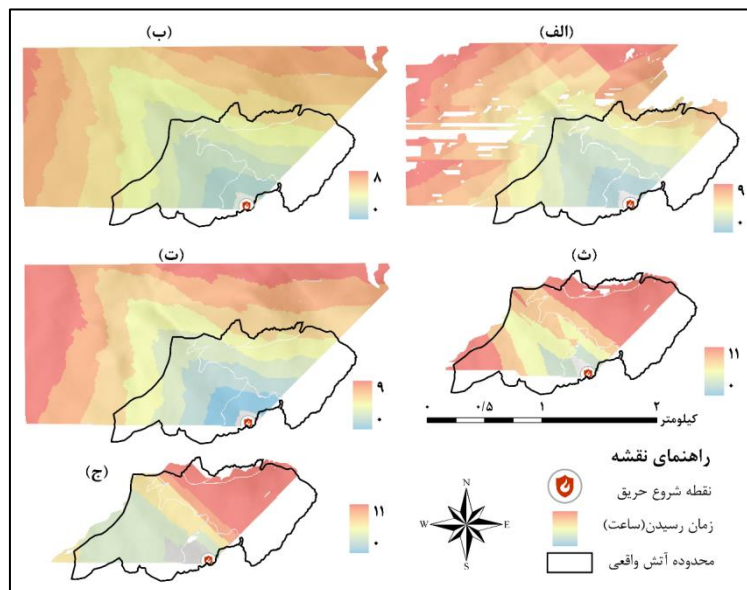 (الف)
(ب)
۹
۰
۸
۰
(ث)
(ت)
۱۱
۰
۹
۰
۰ ۰/۵ ۱ ۲
کیلومتر
(ج)
۱۱
۰
N
W E
S
راهنمای نقشه
نقطه شروع حریق
زمان رسیدن(ساعت)
محدوده آتش واقعی